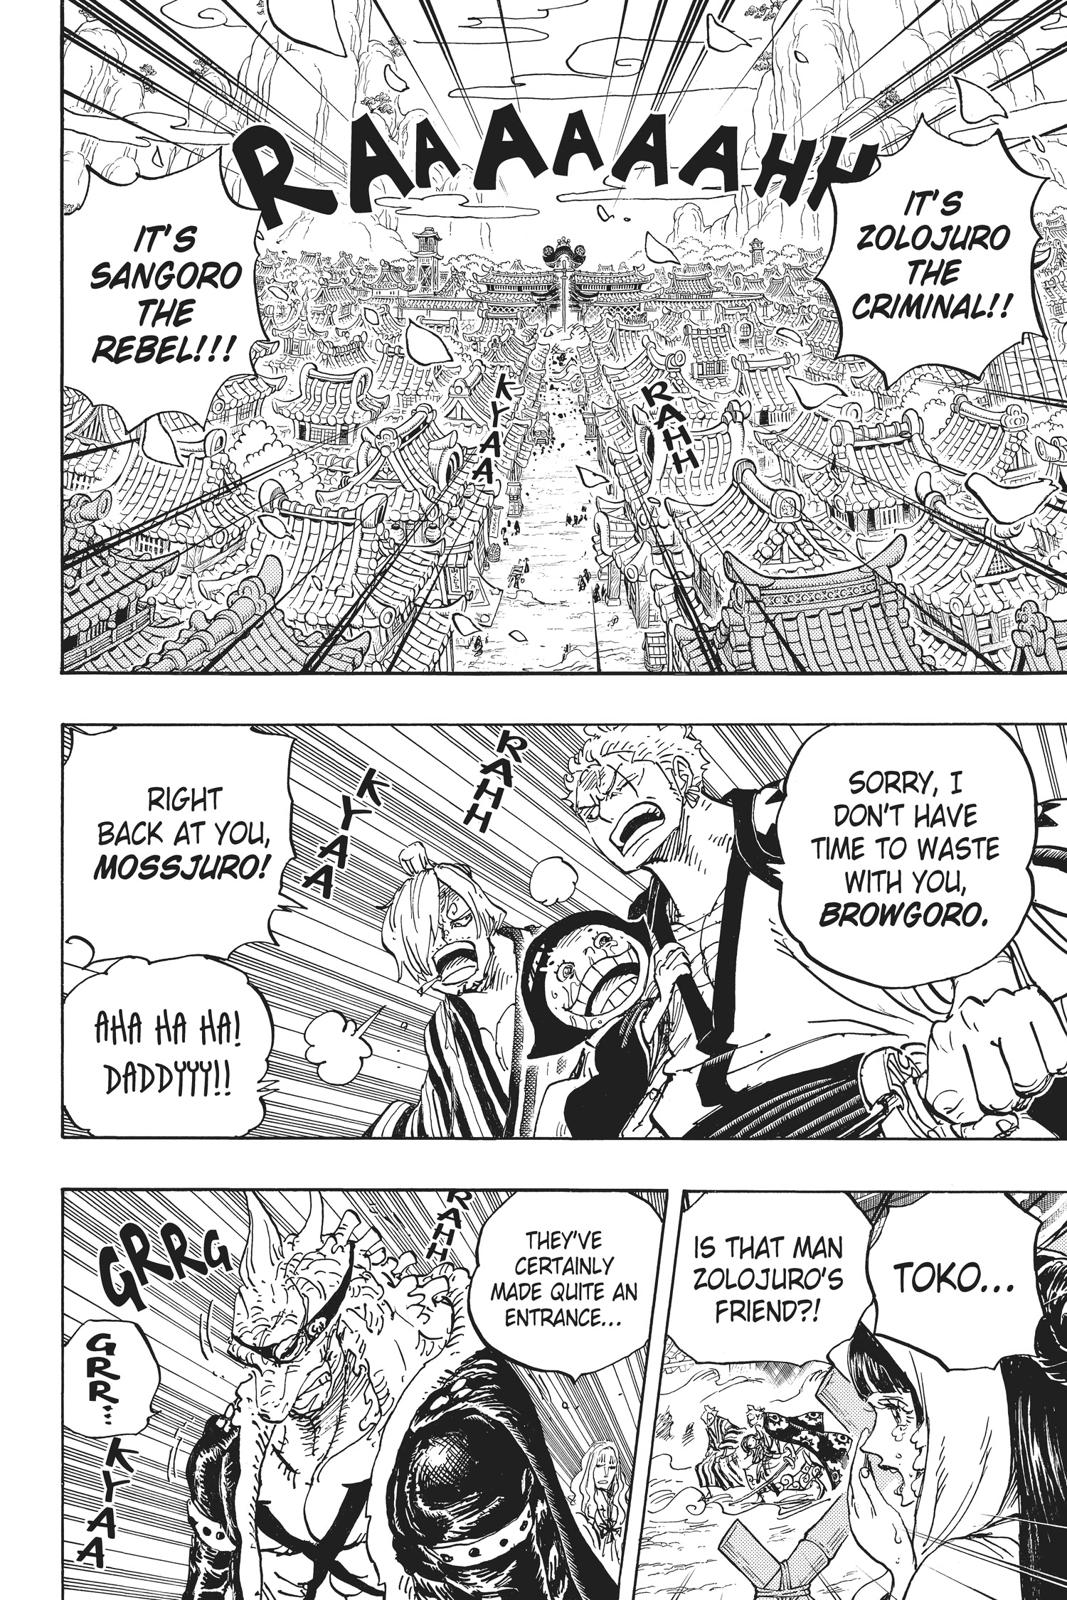 RAAAAAAAHH
IT'S
ZOLOJURO
THE
CRIMINAL!!
IT'S
SANGORO
THE
REBEL!!!
RAHH
KYAA
SORRY, I
DON'T HAVE
TIME TO WASTE
WITH YOU,
BROWGORO.
RAHH
KYAA
RIGHT
BACK AT YOU,
MOSSJURO!
AHA HA HA!
DADDYYY!!
TOKO...
IS THAT MAN
ZOLOJURO'S
FRIEND?!
THEY'VE
CERTAINLY
MADE QUITE AN
ENTRANCE...
RAHH
GRRG
GRR...
KYAA